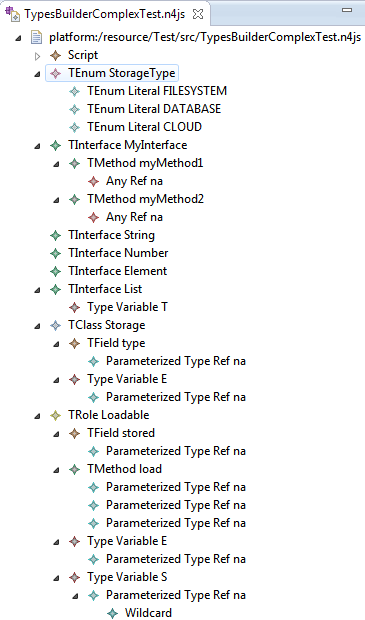 TypesBuilderComplexTest.n4js
platform:/resource/Test/src/TypesBuilderComplexTest.n4js
Script
TEnum StorageType
TEnum Literal FILESYSTEM
TEnum Literal DATABASE
TEnum Literal CLOUD
TInterface MyInterface
TMethod myMethod1
Any Ref na
TMethod myMethod2
Any Ref na
TInterface String
TInterface Number
TInterface Element
TInterface List
Type Variable T
TClass Storage
TField type
Parameterized Type Ref na
Type Variable E
Parameterized Type Ref na
TRole Loadable
TField stored
Parameterized Type Ref na
TMethod load
Parameterized Type Ref na
Parameterized Type Ref na
Parameterized Type Ref na
Type Variable E
Parameterized Type Ref na
Type Variable S
Parameterized Type Ref na
Wildcard